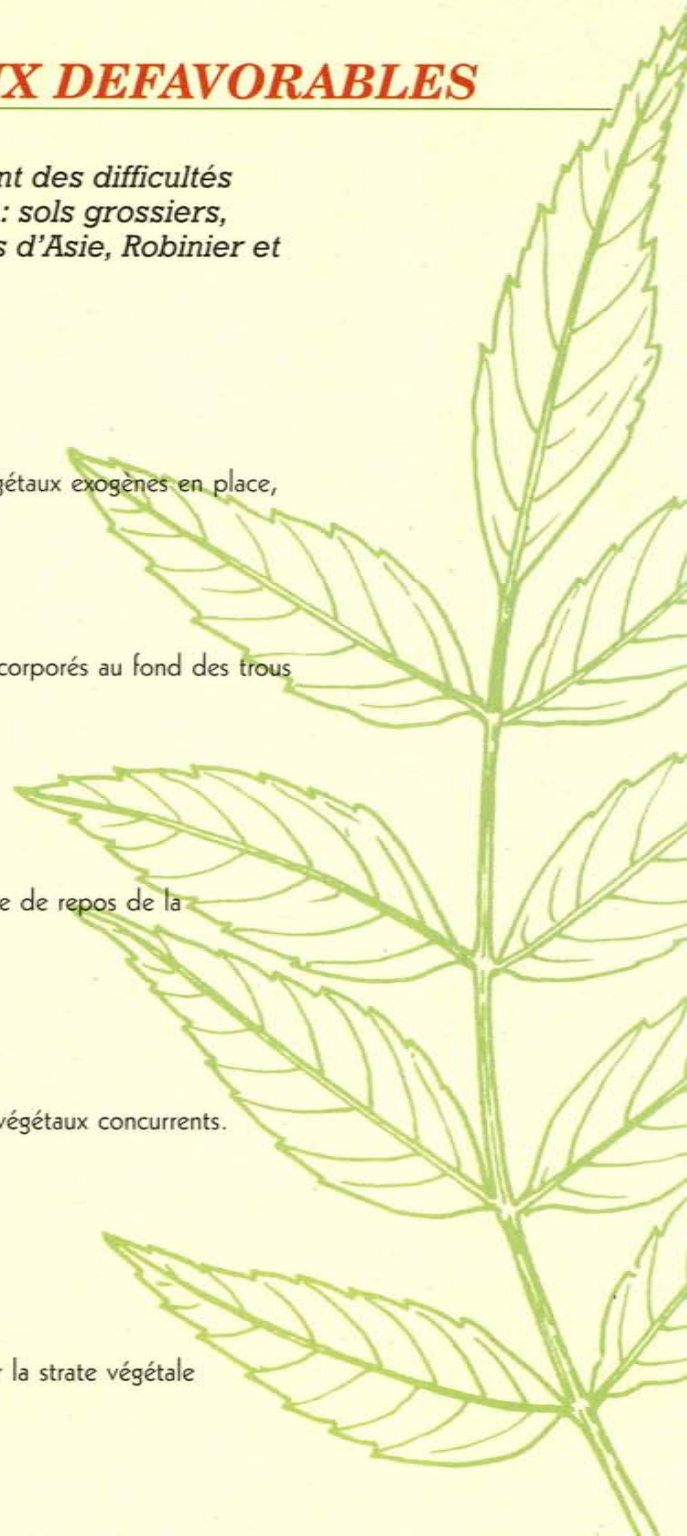 X DEFAVORABLES
nt des difficultés
: sols grossiers,
s d'Asie, Robinier et
gétaux exogènes en place,
corporés au fond des trous
e de repos de la
végétaux concurrents.
r la strate végétale